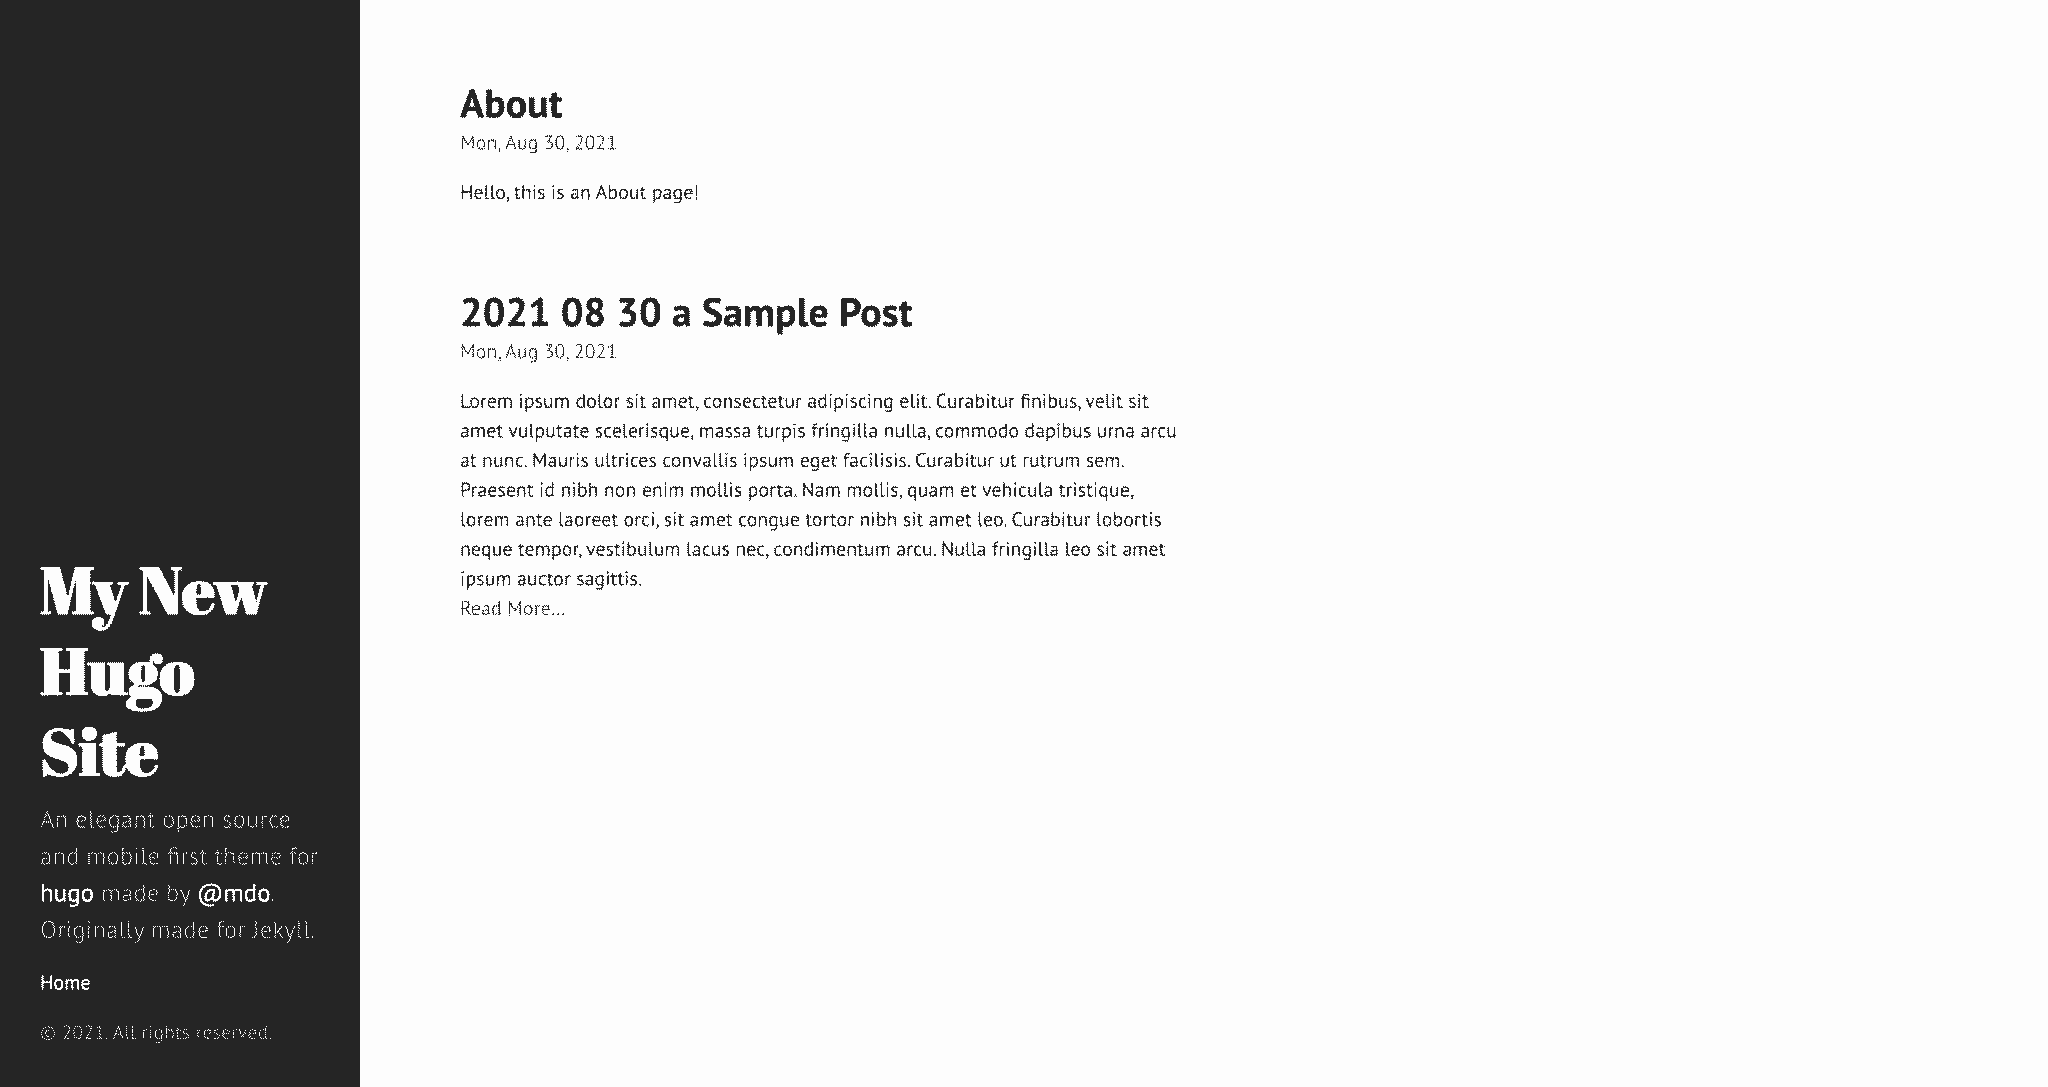 My New
Hugo
Site
An elegant open source
and mobile first theme for
hugo made by @mdo.
Originally made for Jekyll.
Home
© 2021. All rights reserved.
About
Mon, Aug 30, 2021
Hello, this is an About page!
2021 08 30 a Sample Post
Mon, Aug 30, 2021
Lorem ipsum dolor sit amet, consectetur adipiscing elit. Curabitur finibus, velit sit
amet vulputate scelerisque, massa turpis fringilla nulla, commodo dapibus urna arcu
at nunc. Mauris ultrices convallis ipsum eget facilisis. Curabitur ut rutrum sem.
Praesent id nibh non enim mollis porta. Nam mollis, quam et vehicula tristique,
lorem ante laoreet orci, sit amet congue tortor nibh sit amet leo. Curabitur lobortis
neque tempor, vestibulum lacus nec, condimentum arcu. Nulla fringilla leo sit amet
ipsum auctor sagittis.
Read More…